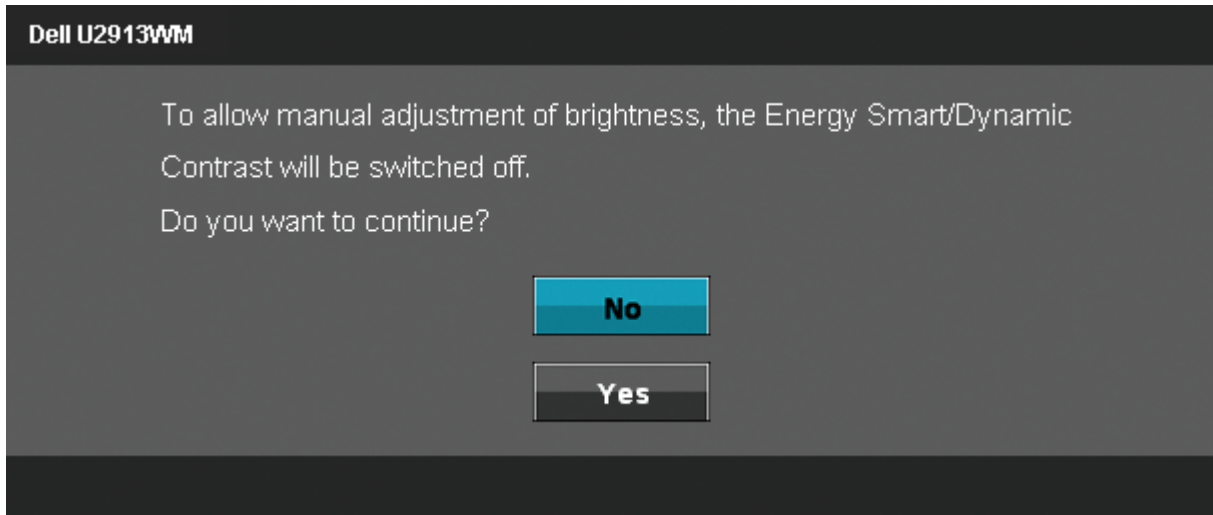 Dell U2913WM
To allow manual adjustment of brightness, the Energy Smart/Dynamic
Contrast will be switched off.
Do you want to continue?
No
Yes